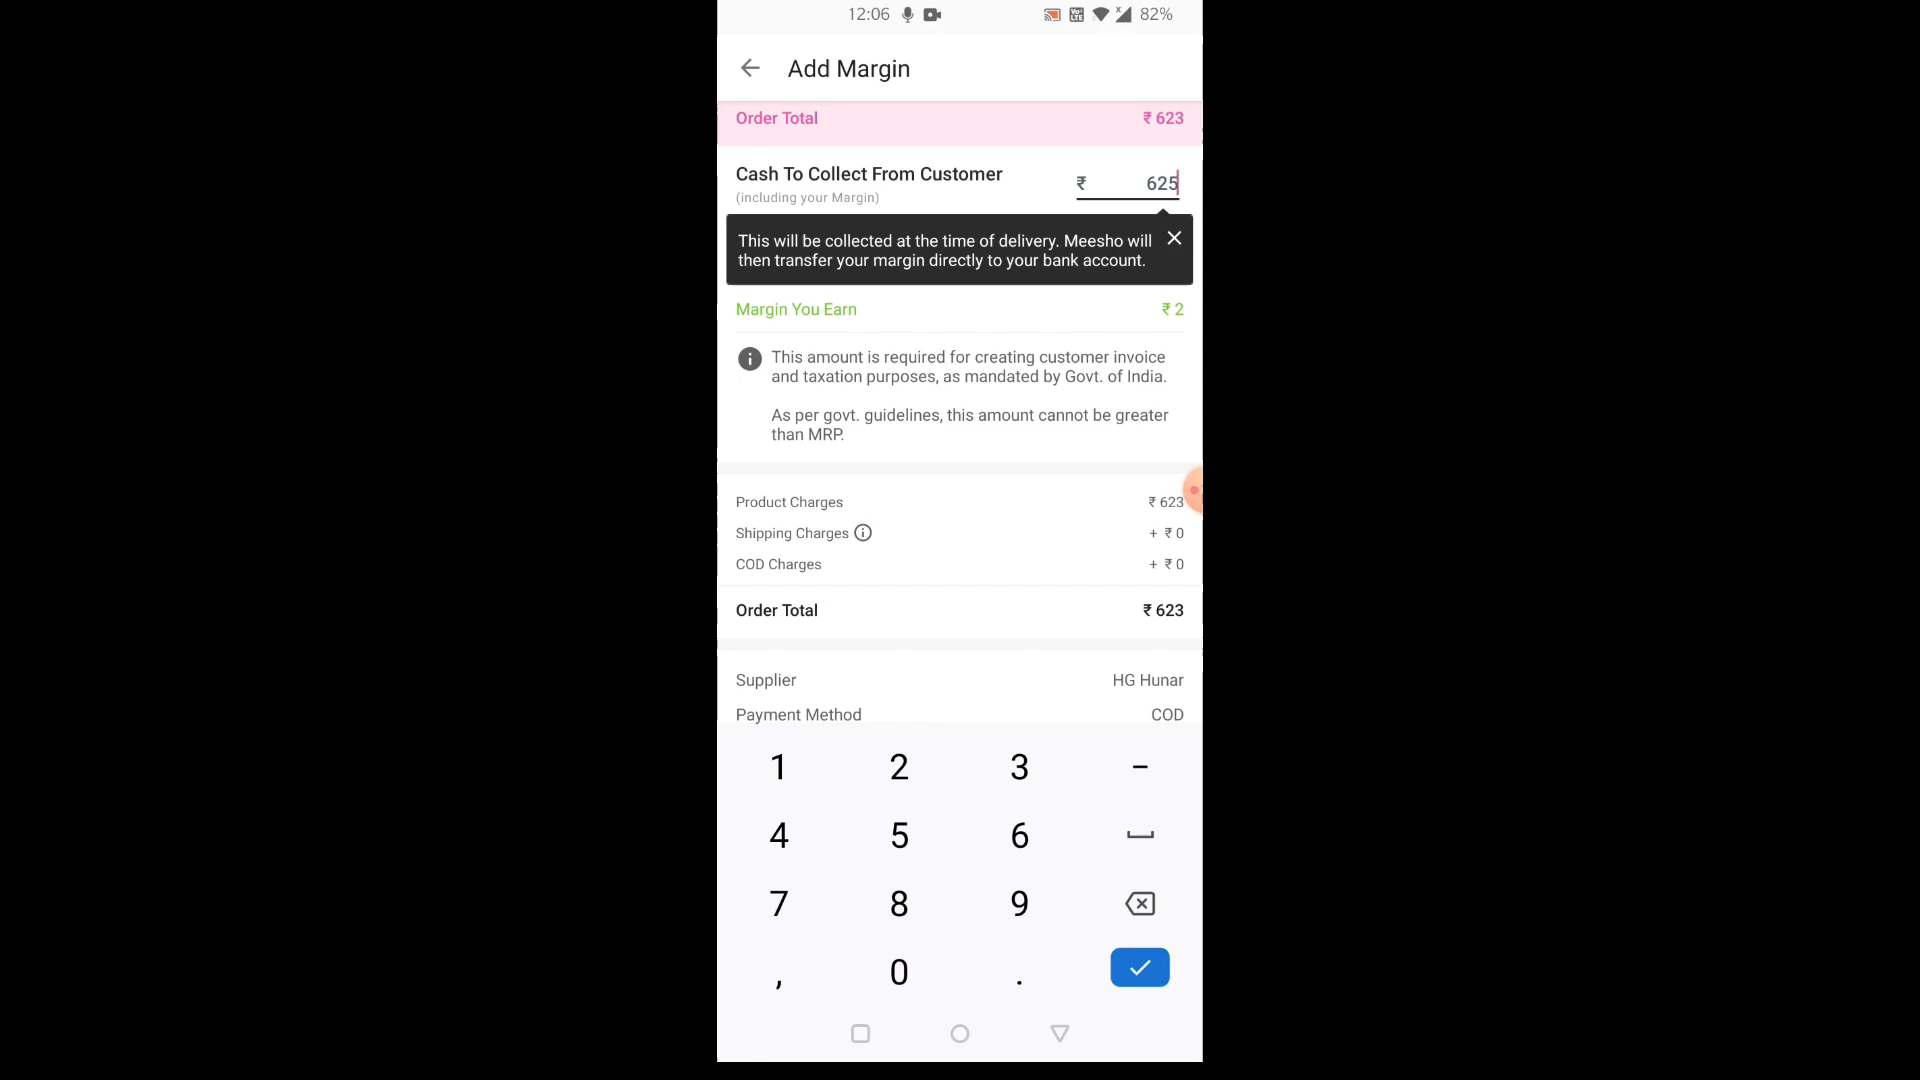 12:06 82%
Add Margin
Order Total ₹ 623
Cash To Collect From Customer
(including your Margin)
₹ 625
This will be collected at the time of delivery. Meesho will
then transfer your margin directly to your bank account.
Margin You Earn ₹ 2
This amount is required for creating customer invoice
and taxation purposes, as mandated by Govt. of India.
As per govt. guidelines, this amount cannot be greater
than MRP.
Product Charges ₹ 623
Shipping Charges + ₹ 0
COD Charges + ₹ 0
Order Total ₹ 623
Supplier HG Hunar
Payment Method COD
1 2 3 -
4 5 6
7 8 9
, 0 .